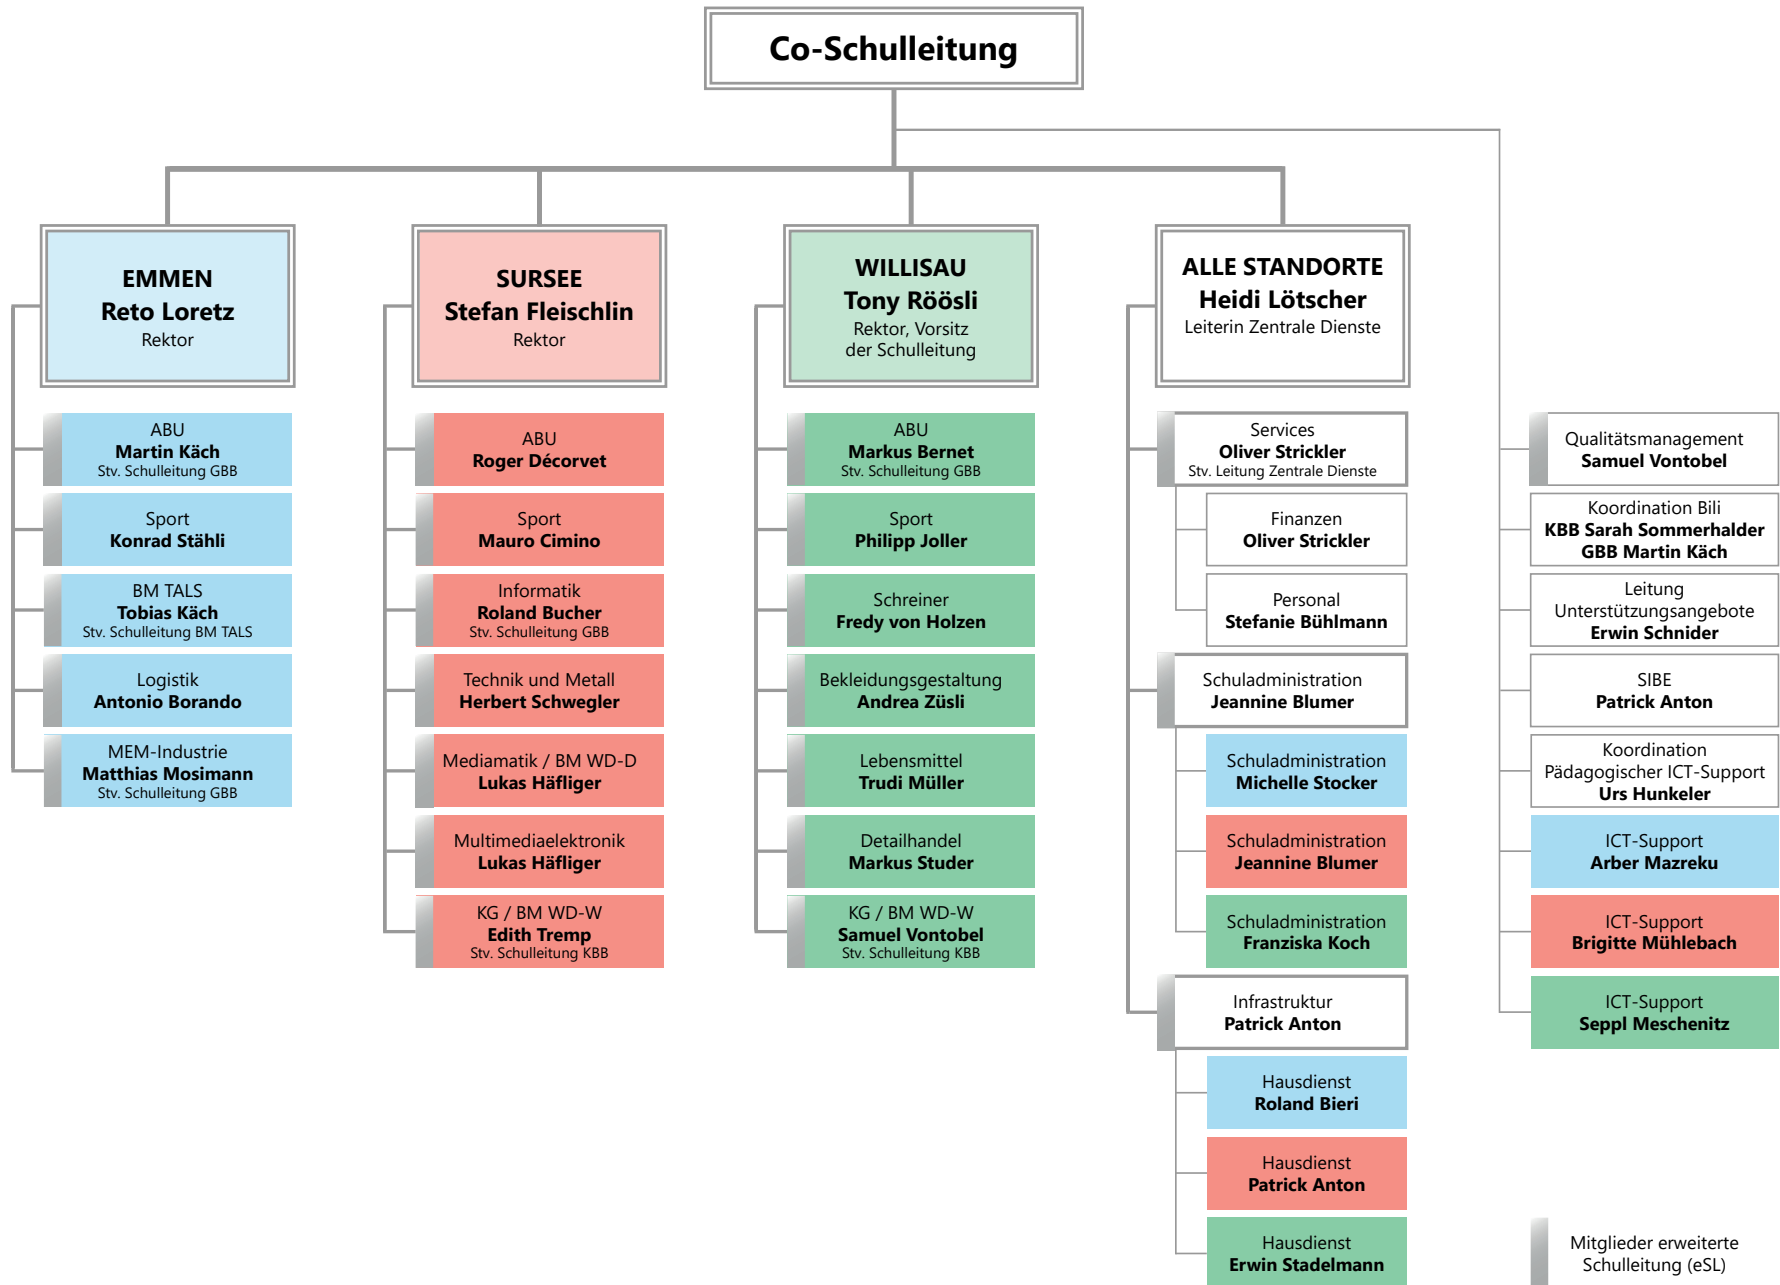 Co-Schulleitung
EMMEN
Reto Loretz
Rektor
ABU
Martin Käch
Stv. Schulleitung GBB
Sport
Konrad Stähli
BM TALS
Tobias Käch
Stv. Schulleitung BM TALS
Logistik
Antonio Borando
MEM-Industrie
Matthias Mosimann
Stv. Schulleitung GBB
SURSEE
Stefan Fleischlin
Rektor
ABU
Roger Décorvet
Sport
Mauro Cimino
Informatik
Roland Bucher
Stv. Schulleitung GBB
Technik und Metall
Herbert Schwegler
Mediamatik / BM WD-D
Lukas Häfliger
Multimediaelektronik
Lukas Häfliger
KG / BM WD-W
Edith Tremp
Stv. Schulleitung KBB
WILLISAU
Tony Röösli
Rektor, Vorsitz
der Schulleitung
ABU
Markus Bernet
Stv. Schulleitung GBB
Sport
Philipp Joller
Schreiner
Fredy von Holzen
Bekleidungsgestaltung
Andrea Züsli
Lebensmittel
Trudi Müller
Detailhandel
Markus Studer
KG / BM WD-W
Samuel Vontobel
Stv. Schulleitung KBB
ALLE STANDORTE
Heidi Lötscher
Leiterin Zentrale Dienste
Services
Oliver Strickler
Stv. Leitung Zentrale Dienste
Finanzen
Oliver Strickler
Personal
Stefanie Bühlmann
Schuladministration
Jeannine Blumer
Schuladministration
Michelle Stocker
Schuladministration
Jeannine Blumer
Schuladministration
Franziska Koch
Infrastruktur
Patrick Anton
Hausdienst
Roland Bieri
Hausdienst
Patrick Anton
Hausdienst
Erwin Stadelmann
Qualitätsmanagement
Samuel Vontobel
Koordination Bili
KBB Sarah Sommerhalder
GBB Martin Käch
Leitung
Unterstützungsangebote
Erwin Schnider
SIBE
Patrick Anton
Koordination
Pädagogischer ICT-Support
Urs Hunkeler
ICT-Support
Arber Mazreku
ICT-Support
Brigitte Mühlebach
ICT-Support
Seppl Meschenitz
Mitglieder erweiterte
Schulleitung (eSL)